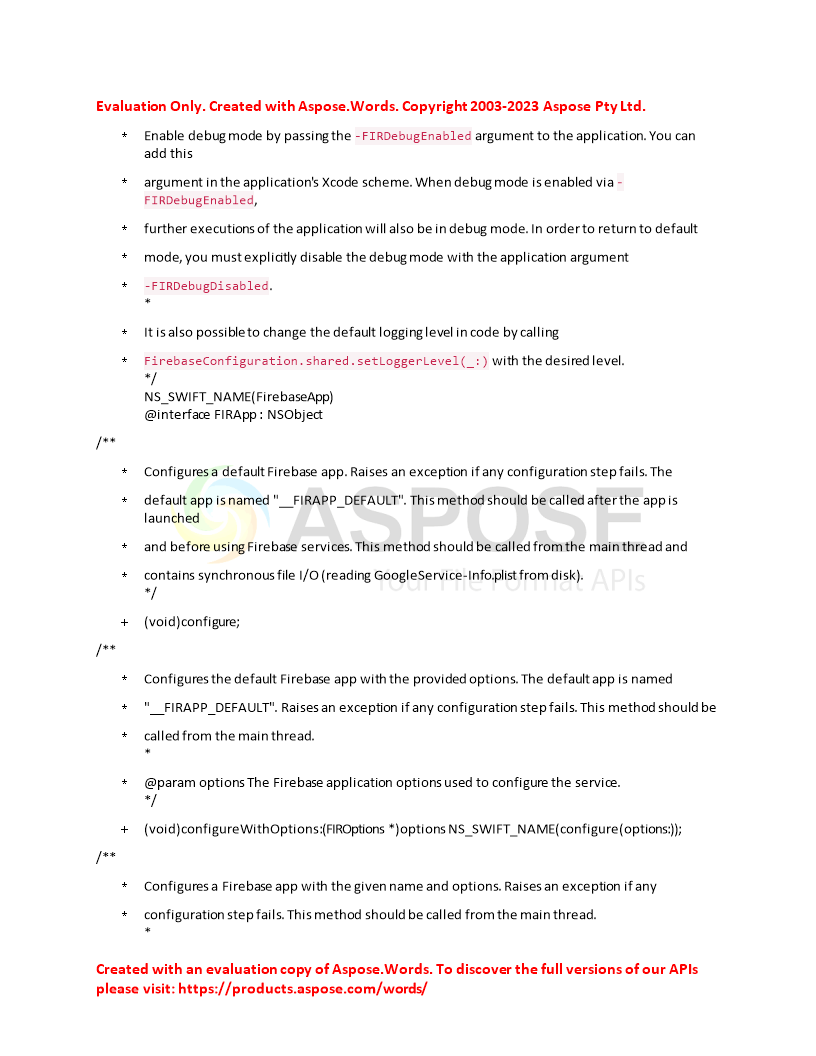 Evaluation Only. Created with Aspose.Words. Copyright 2003-2023 Aspose Pty Ltd.
* Enable debug mode by passing the -FIRDebugEnabled argument to the application. You can
add this
* argument in the application's Xcode scheme. When debug mode is enabled via -
FIRDebugEnabled,
* further executions of the application will also be in debug mode. In order to return to default
* mode, you must explicitly disable the debug mode with the application argument
* -FIRDebugDisabled.
*
* It is also possible to change the default logging level in code by calling
* FirebaseConfiguration.shared.setLoggerLevel(_:) with the desired level.
*/
NS_SWIFT_NAME(FirebaseApp)
@interface FIRApp : NSObject
/**
* Configures a default Firebase app. Raises an exception if any configuration step fails. The
* default app is named "__FIRAPP_DEFAULT". This method should be called after the app is
launched
ASPOSE
* and before using Firebase services. This method should be called from the main thread and
* contains synchronous file I/O (reading GoogleService-Info.plist from disk).
Your File Format APIs
*/
+ (void)configure;
/**
* Configures the default Firebase app with the provided options. The default app is named
* "__FIRAPP_DEFAULT". Raises an exception if any configuration step fails. This method should be
* called from the main thread.
*
* @param options The Firebase application options used to configure the service.
*/
+ (void)configureWithOptions:(FIROptions *)options NS_SWIFT_NAME(configure(options:));
/**
* Configures a Firebase app with the given name and options. Raises an exception if any
* configuration step fails. This method should be called from the main thread.
*
Created with an evaluation copy of Aspose.Words. To discover the full versions of our APIs
please visit: https://products.aspose.com/words/